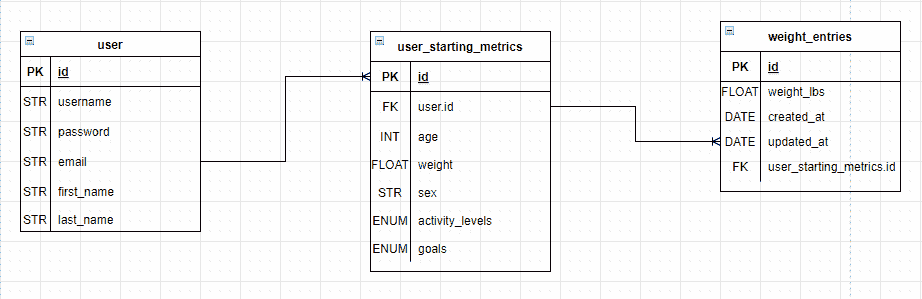 user
PK id
STR username
STR password
STR email
STR first_name
STR last_name
user_starting_metrics
PK id
FK user.id
INT age
FLOAT weight
STR sex
ENUM activity_levels
ENUM goals
weight_entries
PK id
FLOAT weight_lbs
DATE created_at
DATE updated_at
FK user_starting_metrics.id